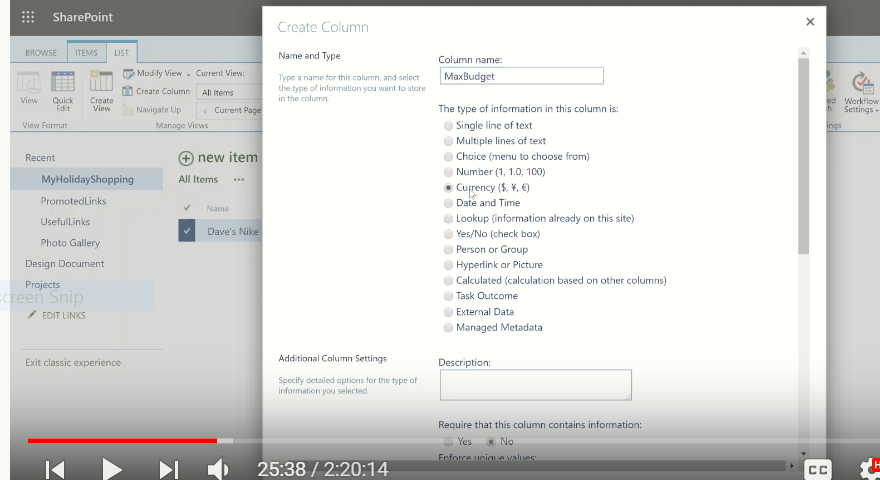 SharePoint
BROWSE ITEMS LIST
View
Quick Edit
Create View
Modify View
Create Column
Navigate Up
Current View:
All Items
Current Page
View Format
Manage Views
Workflow Settings
Recent
MyHolidayShopping
PromotedLinks
UsefulLinks
Photo Gallery
Design Document
Projects
screen Snip
EDIT LINKS
Exit classic experience
new item
All Items
Name
Dave's Nike
Create Column
Name and Type
Type a name for this column, and select
the type of information you want to store
in the column.
Column name:
MaxBudget
The type of information in this column is:
Single line of text
Multiple lines of text
Choice (menu to choose from)
Number (1, 1.0, 100)
Currency ($, ¥, €)
Date and Time
Lookup (information already on this site)
Yes/No (check box)
Person or Group
Hyperlink or Picture
Calculated (calculation based on other columns)
Task Outcome
External Data
Managed Metadata
Additional Column Settings
Specify detailed options for the type of
information you selected.
Description:
Require that this column contains information:
Yes No
Enforce unique values:
25:38 / 2:20:14
CC